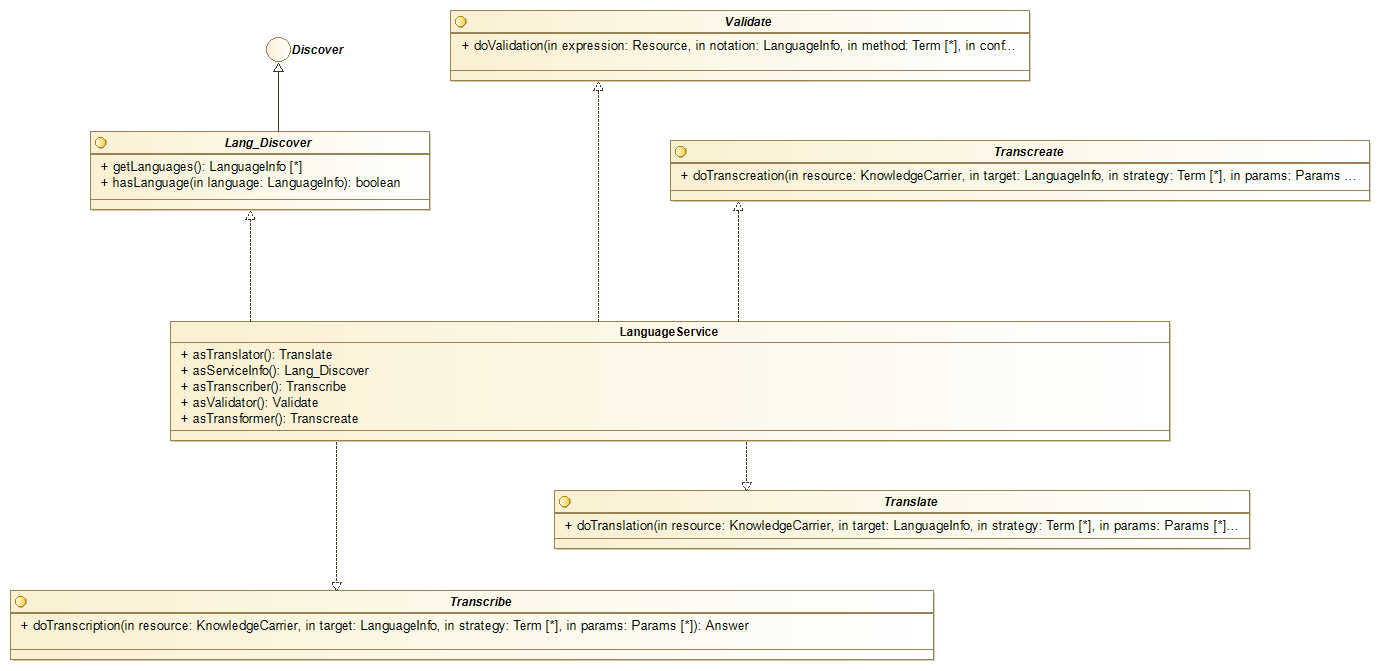 Validate
+ doValidation(in expression: Resource, in notation: LanguageInfo, in method: Term [*], in conf...
Discover
Lang_Discover
+ getLanguages(): LanguageInfo [*]
+ hasLanguage(in language: LanguageInfo): boolean
Transcreate
+ doTranscreation(in resource: KnowledgeCarrier, in target: LanguageInfo, in strategy: Term [*], in params: Params ...
LanguageService
+ asTranslator(): Translate
+ asServiceInfo(): Lang_Discover
+ asTranscriber(): Transcribe
+ asValidator(): Validate
+ asTransformer(): Transcreate
Translate
+ doTranslation(in resource: KnowledgeCarrier, in target: LanguageInfo, in strategy: Term [*], in params: Params [*]...
Transcribe
+ doTranscription(in resource: KnowledgeCarrier, in target: LanguageInfo, in strategy: Term [*], in params: Params [*]): Answer